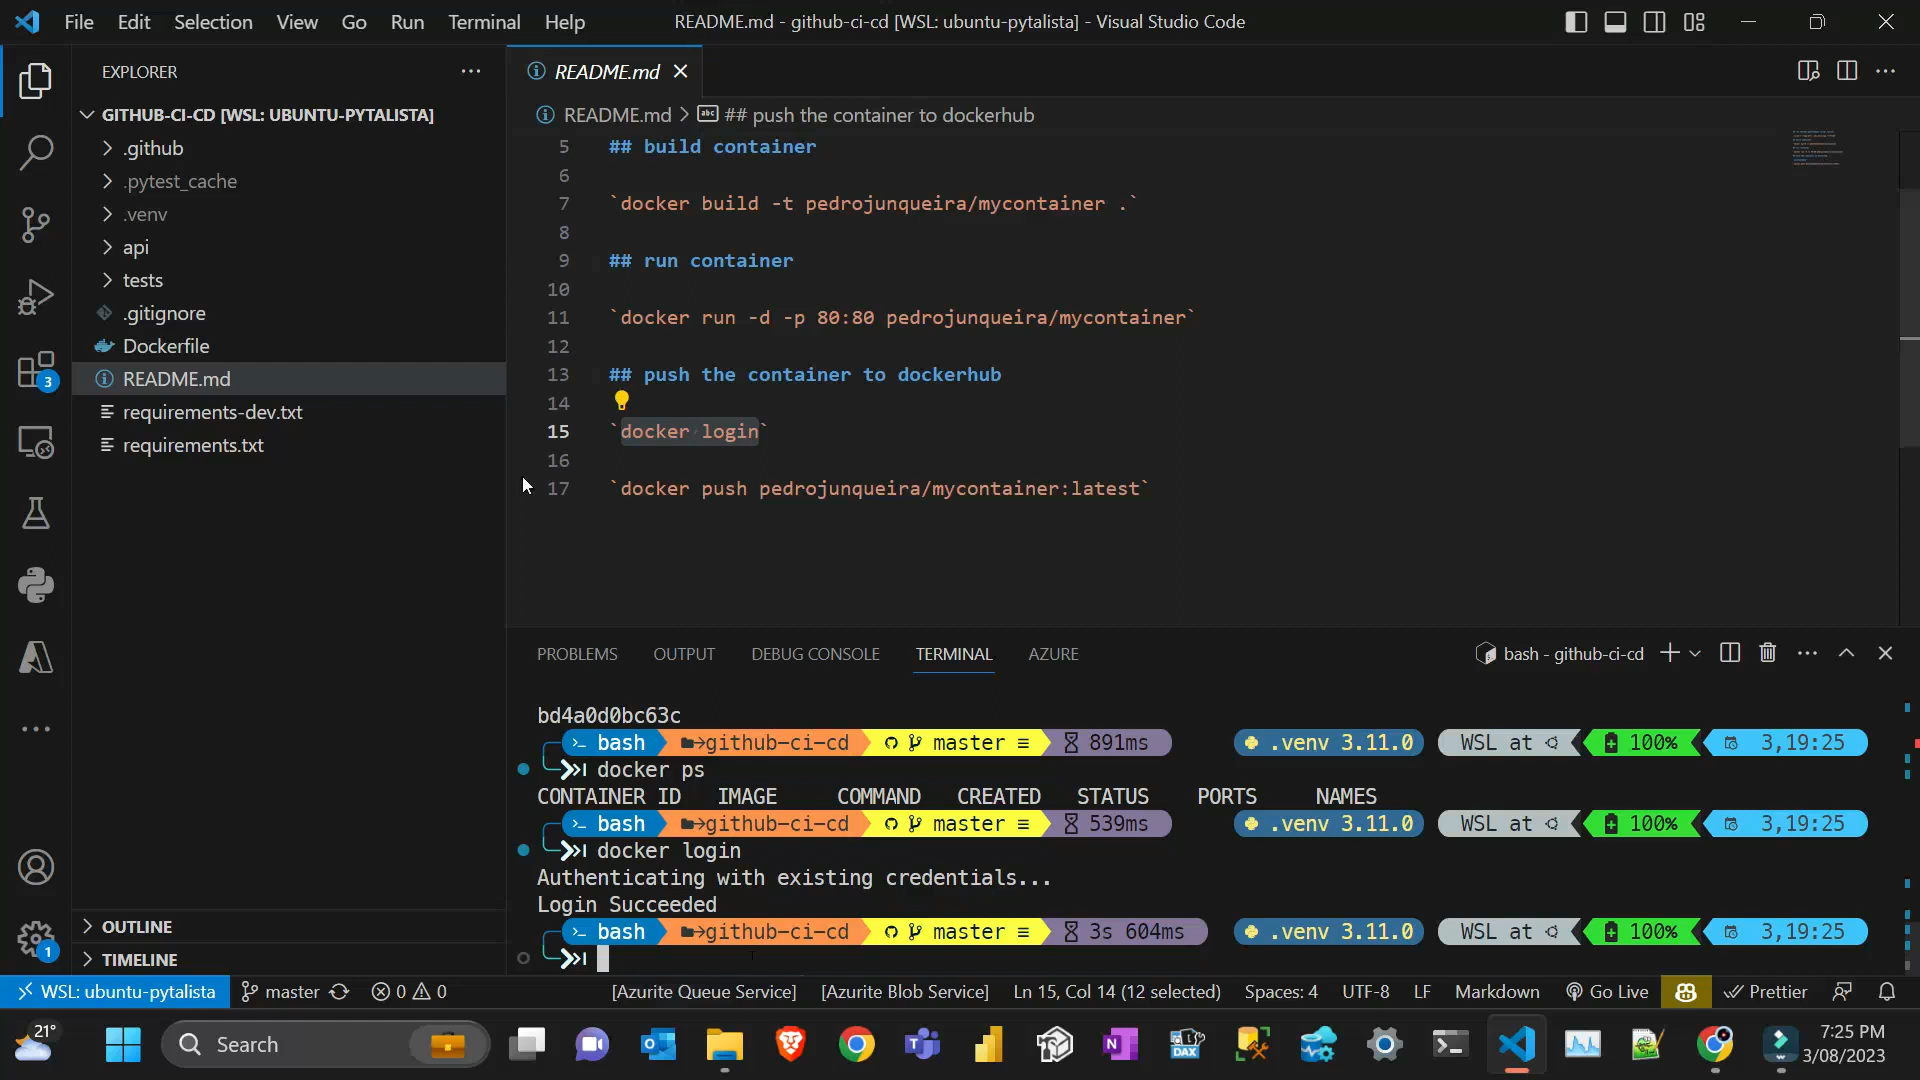 File Edit Selection View Go Run Terminal Help
README.md - github-ci-cd [WSL: ubuntu-pytalista] - Visual Studio Code
EXPLORER
README.md
GITHUB-CI-CD [WSL: UBUNTU-PYTALISTA]
README.md > ## push the container to dockerhub
.github
.pytest_cache
.venv
api
tests
.gitignore
Dockerfile
README.md
requirements-dev.txt
requirements.txt
OUTLINE
TIMELINE
3
1
5 ## build container
6
7 `docker build -t pedrojunqueira/mycontainer .`
8
9 ## run container
10
11 `docker run -d -p 80:80 pedrojunqueira/mycontainer`
12
13 ## push the container to dockerhub
14
15 `docker login`
16
17 `docker push pedrojunqueira/mycontainer:latest`
PROBLEMS OUTPUT DEBUG CONSOLE TERMINAL AZURE
bash - github-ci-cd
bd4a0d0bc63c
bash github-ci-cd master ≡ 891ms .venv 3.11.0 WSL at 100% 3,19:25
docker ps
CONTAINER ID IMAGE COMMAND CREATED STATUS PORTS NAMES
bash github-ci-cd master ≡ 539ms .venv 3.11.0 WSL at 100% 3,19:25
docker login
Authenticating with existing credentials...
Login Succeeded
bash github-ci-cd master ≡ 3s 604ms .venv 3.11.0 WSL at 100% 3,19:25
WSL: ubuntu-pytalista master 0 0 [Azurite Queue Service] [Azurite Blob Service] Ln 15, Col 14 (12 selected) Spaces: 4 UTF-8 LF Markdown Go Live Prettier
21°
Search
DAX
7:25 PM
3/08/2023